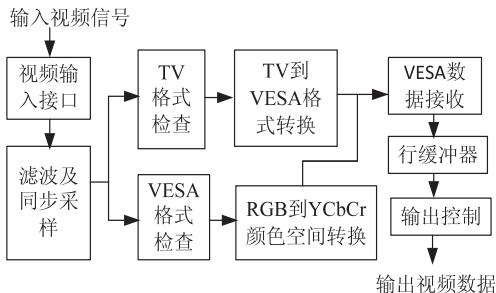 输入视频信号
视频输
入接口
滤波及
同步采
样
TV
格式
检查
TV到
VESA格
式转换
VESA
格式
检查
RGB到YCbCr
颜色空间转换
VESA数
据接收
行缓冲器
输出控制
输出视频数据